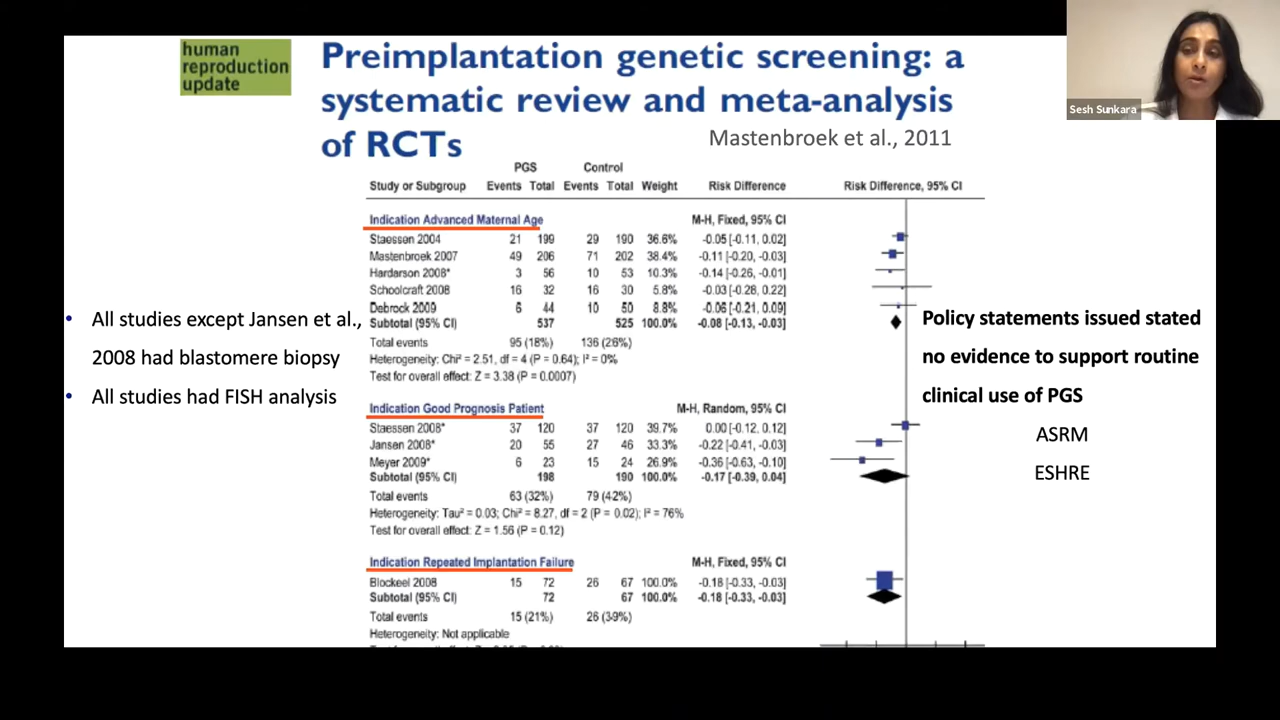 human
reproduction
update
Preimplantation genetic screening: a
systematic review and meta-analysis
of RCTs
Mastenbroek et al., 2011
Sesh Sunkara
PGS Control
Study or Subgroup Events Total Events Total Weight Risk Difference Risk Difference, 95% CI
Indication Advanced Maternal Age M-H, Fixed, 95% CI
Staessen 2004 21 199 29 190 36.6% -0.05 [-0.11, 0.02]
Mastenbroek 2007 49 206 71 202 38.4% -0.11 [-0.20, -0.03]
Hardarson 2008* 3 56 10 53 10.3% -0.14 [-0.26, -0.01]
Schoolcraft 2008 16 32 16 30 5.8% -0.03 [-0.28, 0.22]
Debrock 2009 6 44 10 50 8.8% -0.06 [-0.21, 0.09]
Subtotal (95% CI) 537 525 100.0% -0.08 [-0.13, -0.03]
Total events 95 (18%) 136 (26%)
Heterogeneity: Chi² = 2.51, df = 4 (P = 0.64); I² = 0%
Test for overall effect: Z = 3.38 (P = 0.0007)
Indication Good Prognosis Patient M-H, Random, 95% CI
Staessen 2008* 37 120 37 120 39.7% 0.00 [-0.12, 0.12]
Jansen 2008* 20 55 27 46 33.3% -0.22 [-0.41, -0.03]
Meyer 2009* 6 23 15 24 26.9% -0.36 [-0.63, -0.10]
Subtotal (95% CI) 198 190 100.0% -0.17 [-0.39, 0.04]
Total events 63 (32%) 79 (42%)
Heterogeneity: Tau² = 0.03; Chi² = 8.27, df = 2 (P = 0.02); I² = 76%
Test for overall effect: Z = 1.56 (P = 0.12)
Indication Repeated Implantation Failure M-H, Fixed, 95% CI
Blockeel 2008 15 72 26 67 100.0% -0.18 [-0.33, -0.03]
Subtotal (95% CI) 72 67 100.0% -0.18 [-0.33, -0.03]
Total events 15 (21%) 26 (39%)
Heterogeneity: Not applicable
• All studies except Jansen et al.,
2008 had blastomere biopsy
• All studies had FISH analysis
Policy statements issued stated
no evidence to support routine
clinical use of PGS
ASRM
ESHRE